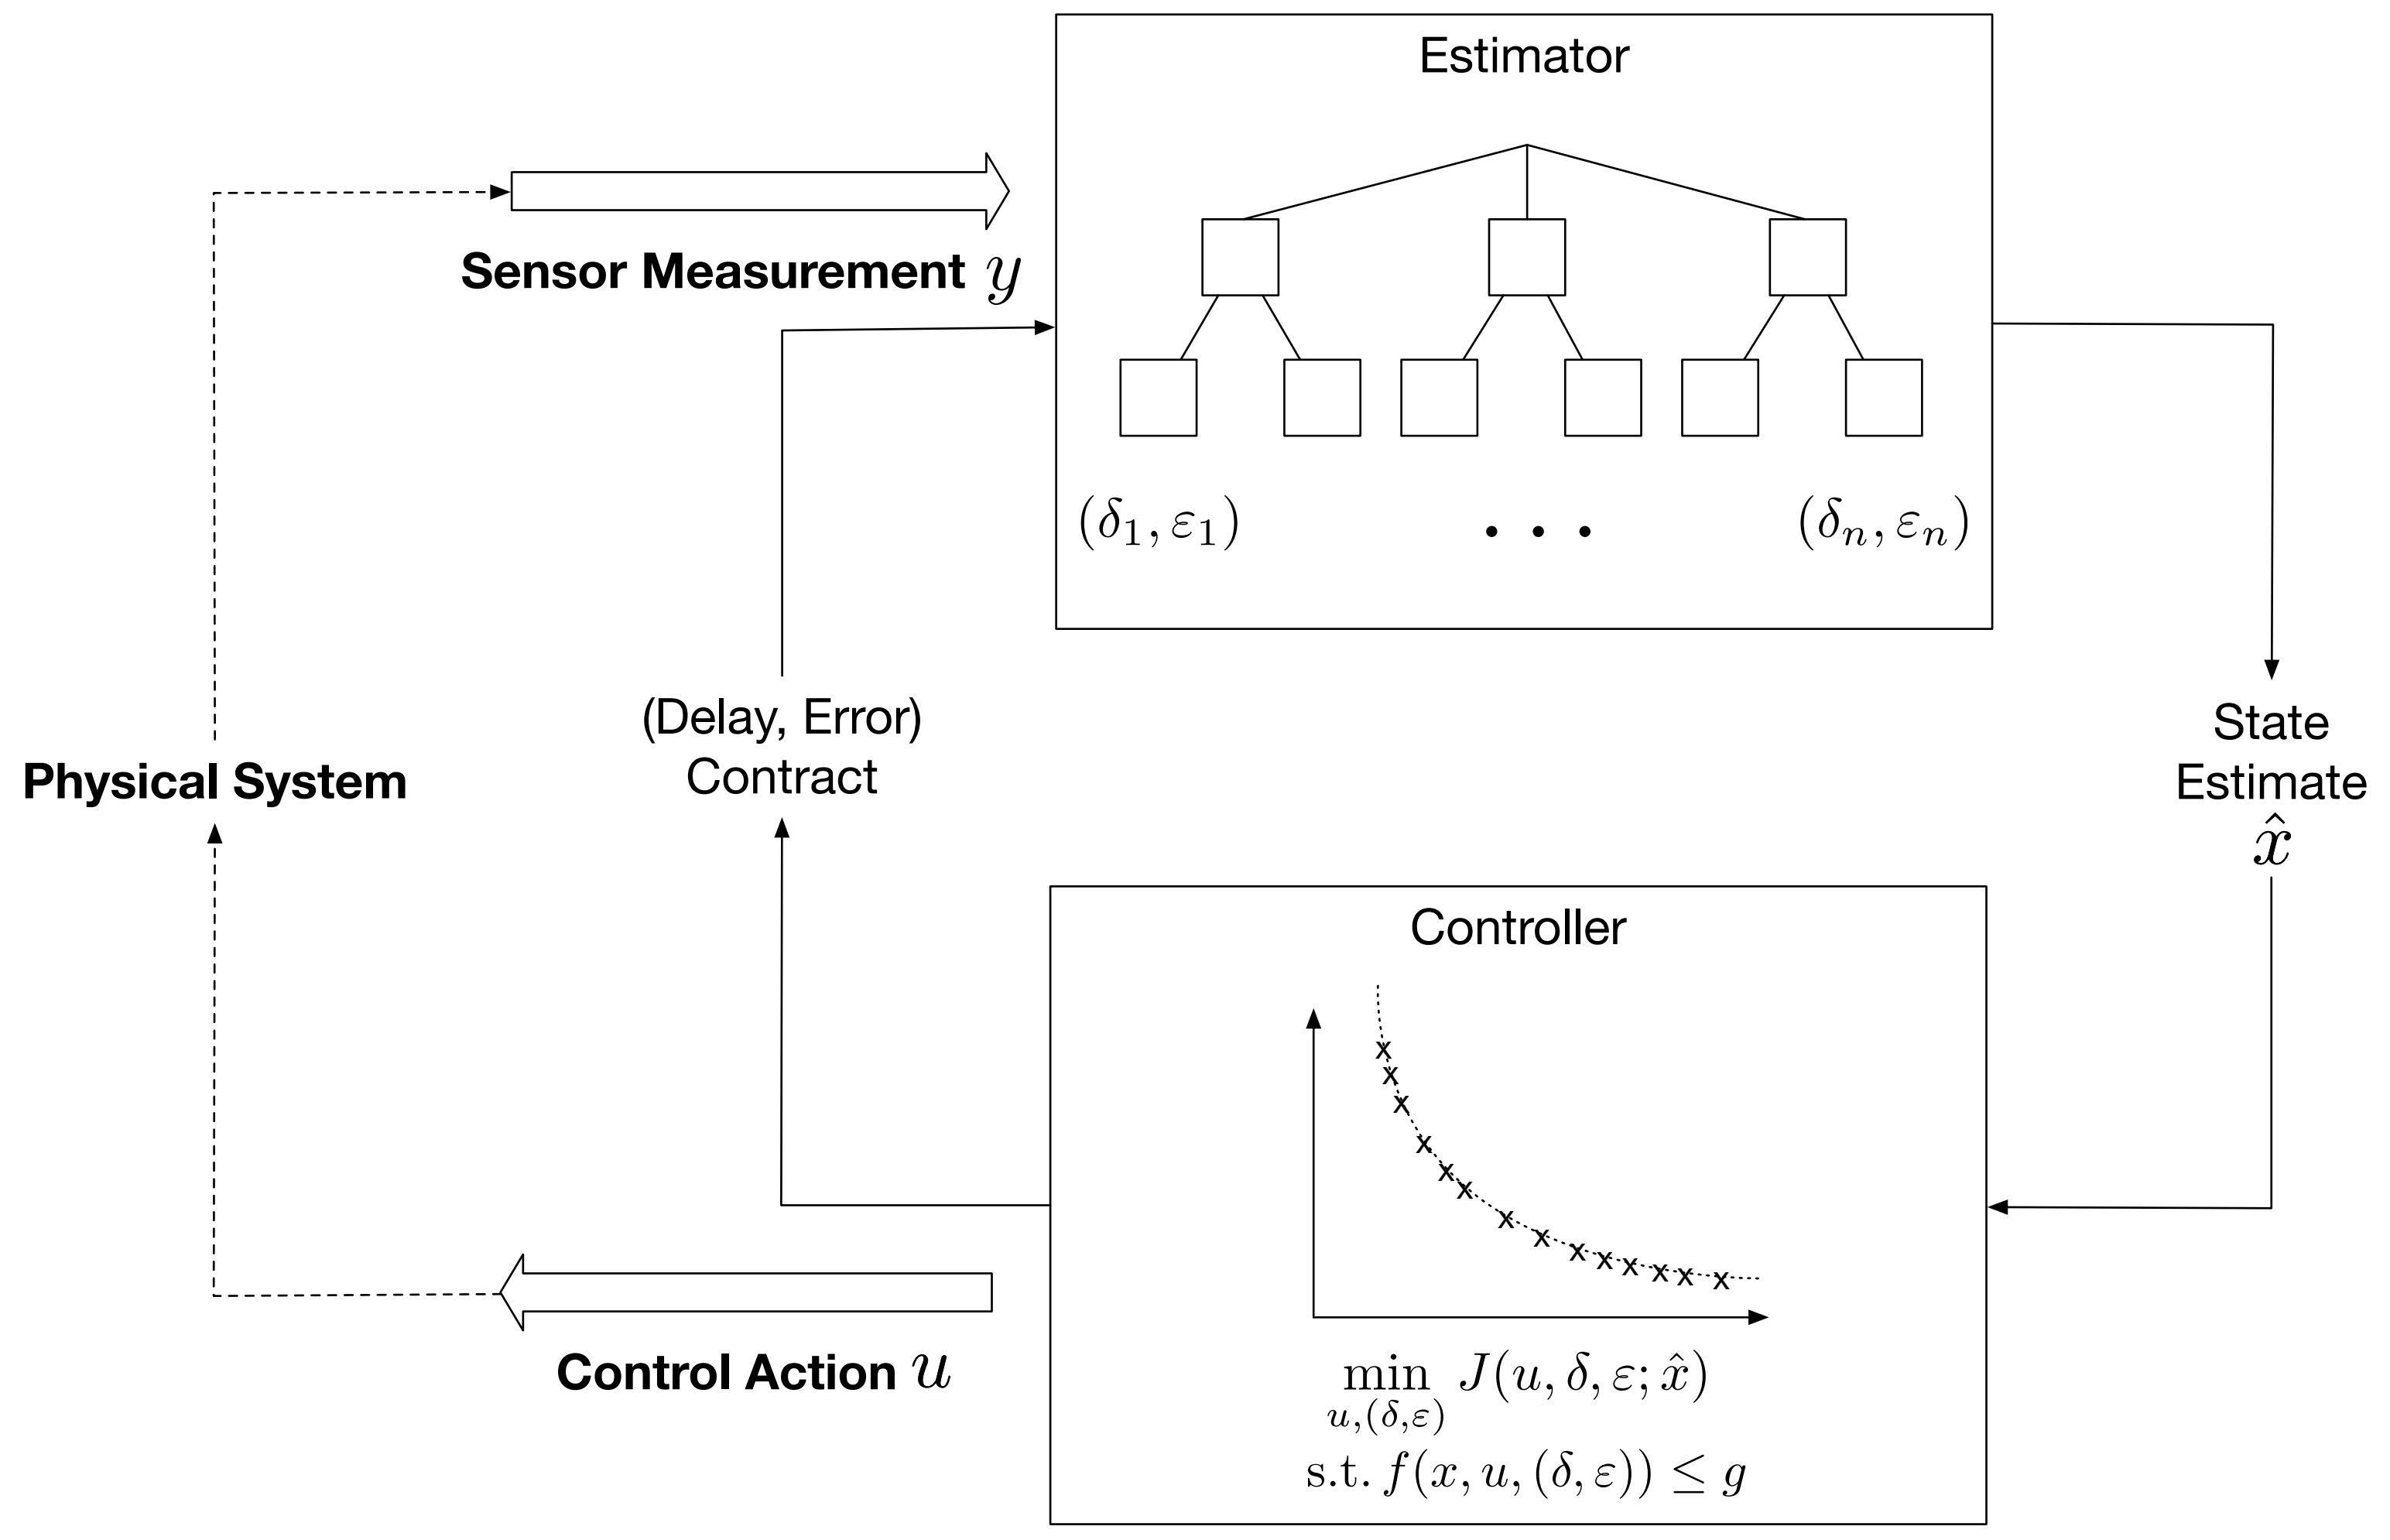 Estimator
Sensor Measurement y
(δ₁, ε₁)
• • •
(δₙ, εₙ)
(Delay, Error)
Contract
Physical System
State
Estimate
x̂
Controller
x x x x x x x x x x x x x x
Control Action u
min J(u, δ, ε; x̂)
u,(δ,ε)
s.t. f(x, u, (δ, ε)) ≤ g